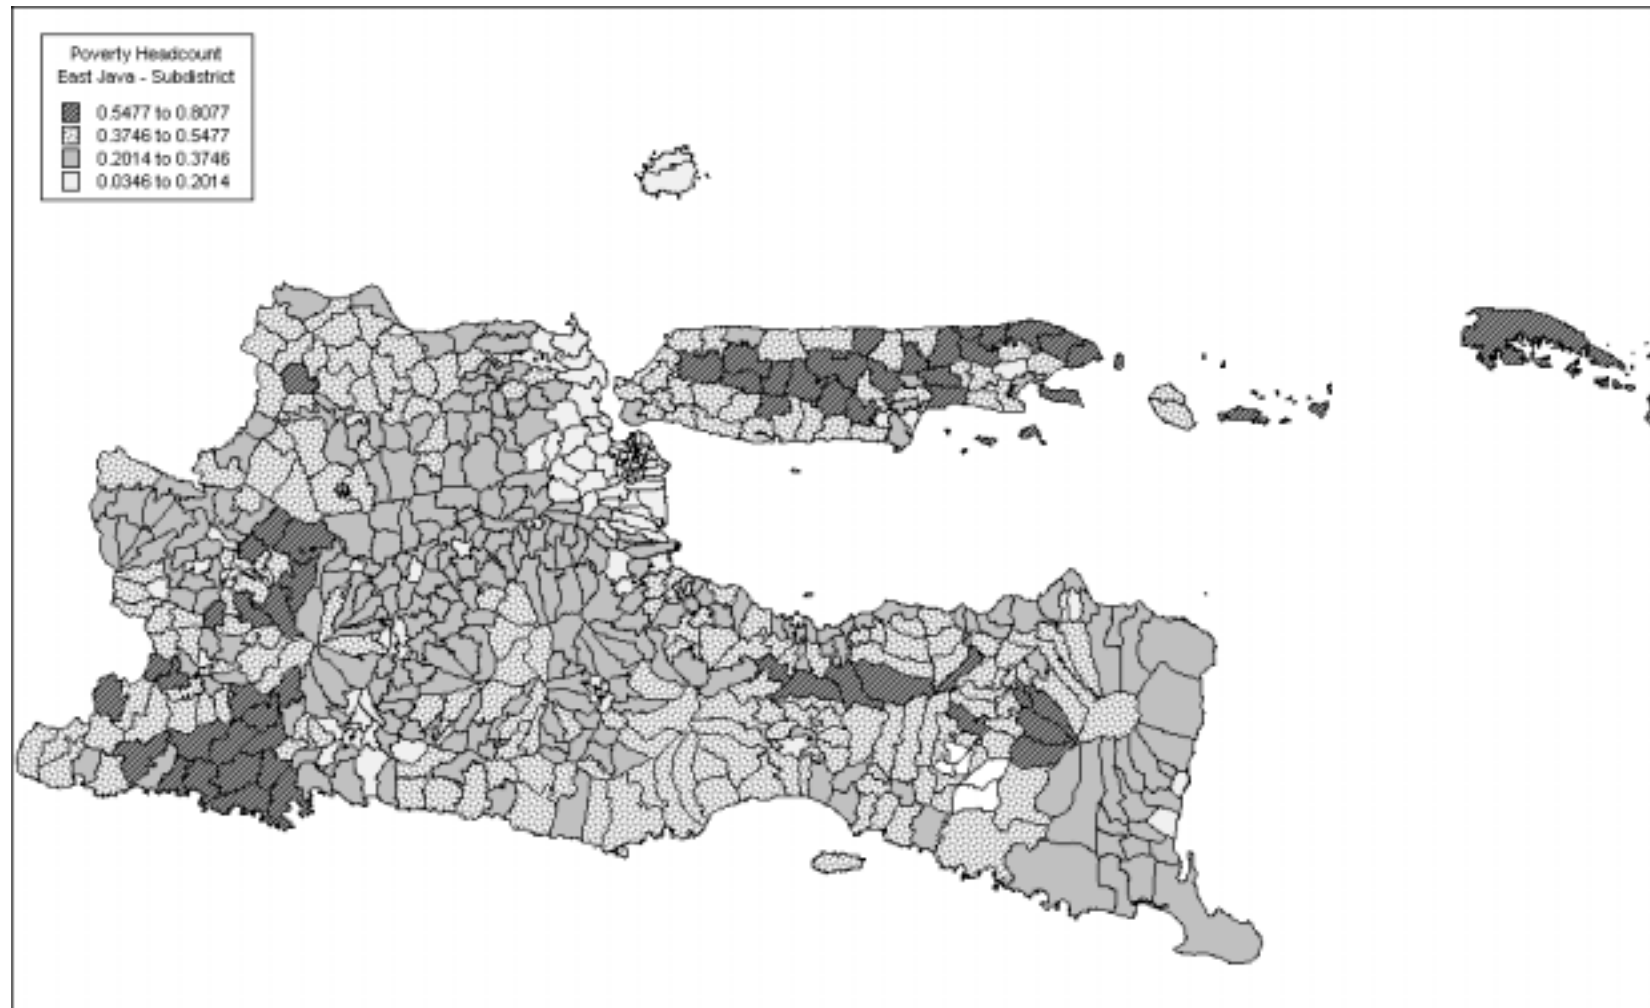 Poverty Headcount
East Java - Subdistrict
0.5477 to 0.8077
0.3746 to 0.5477
0.2014 to 0.3746
0.0346 to 0.2014